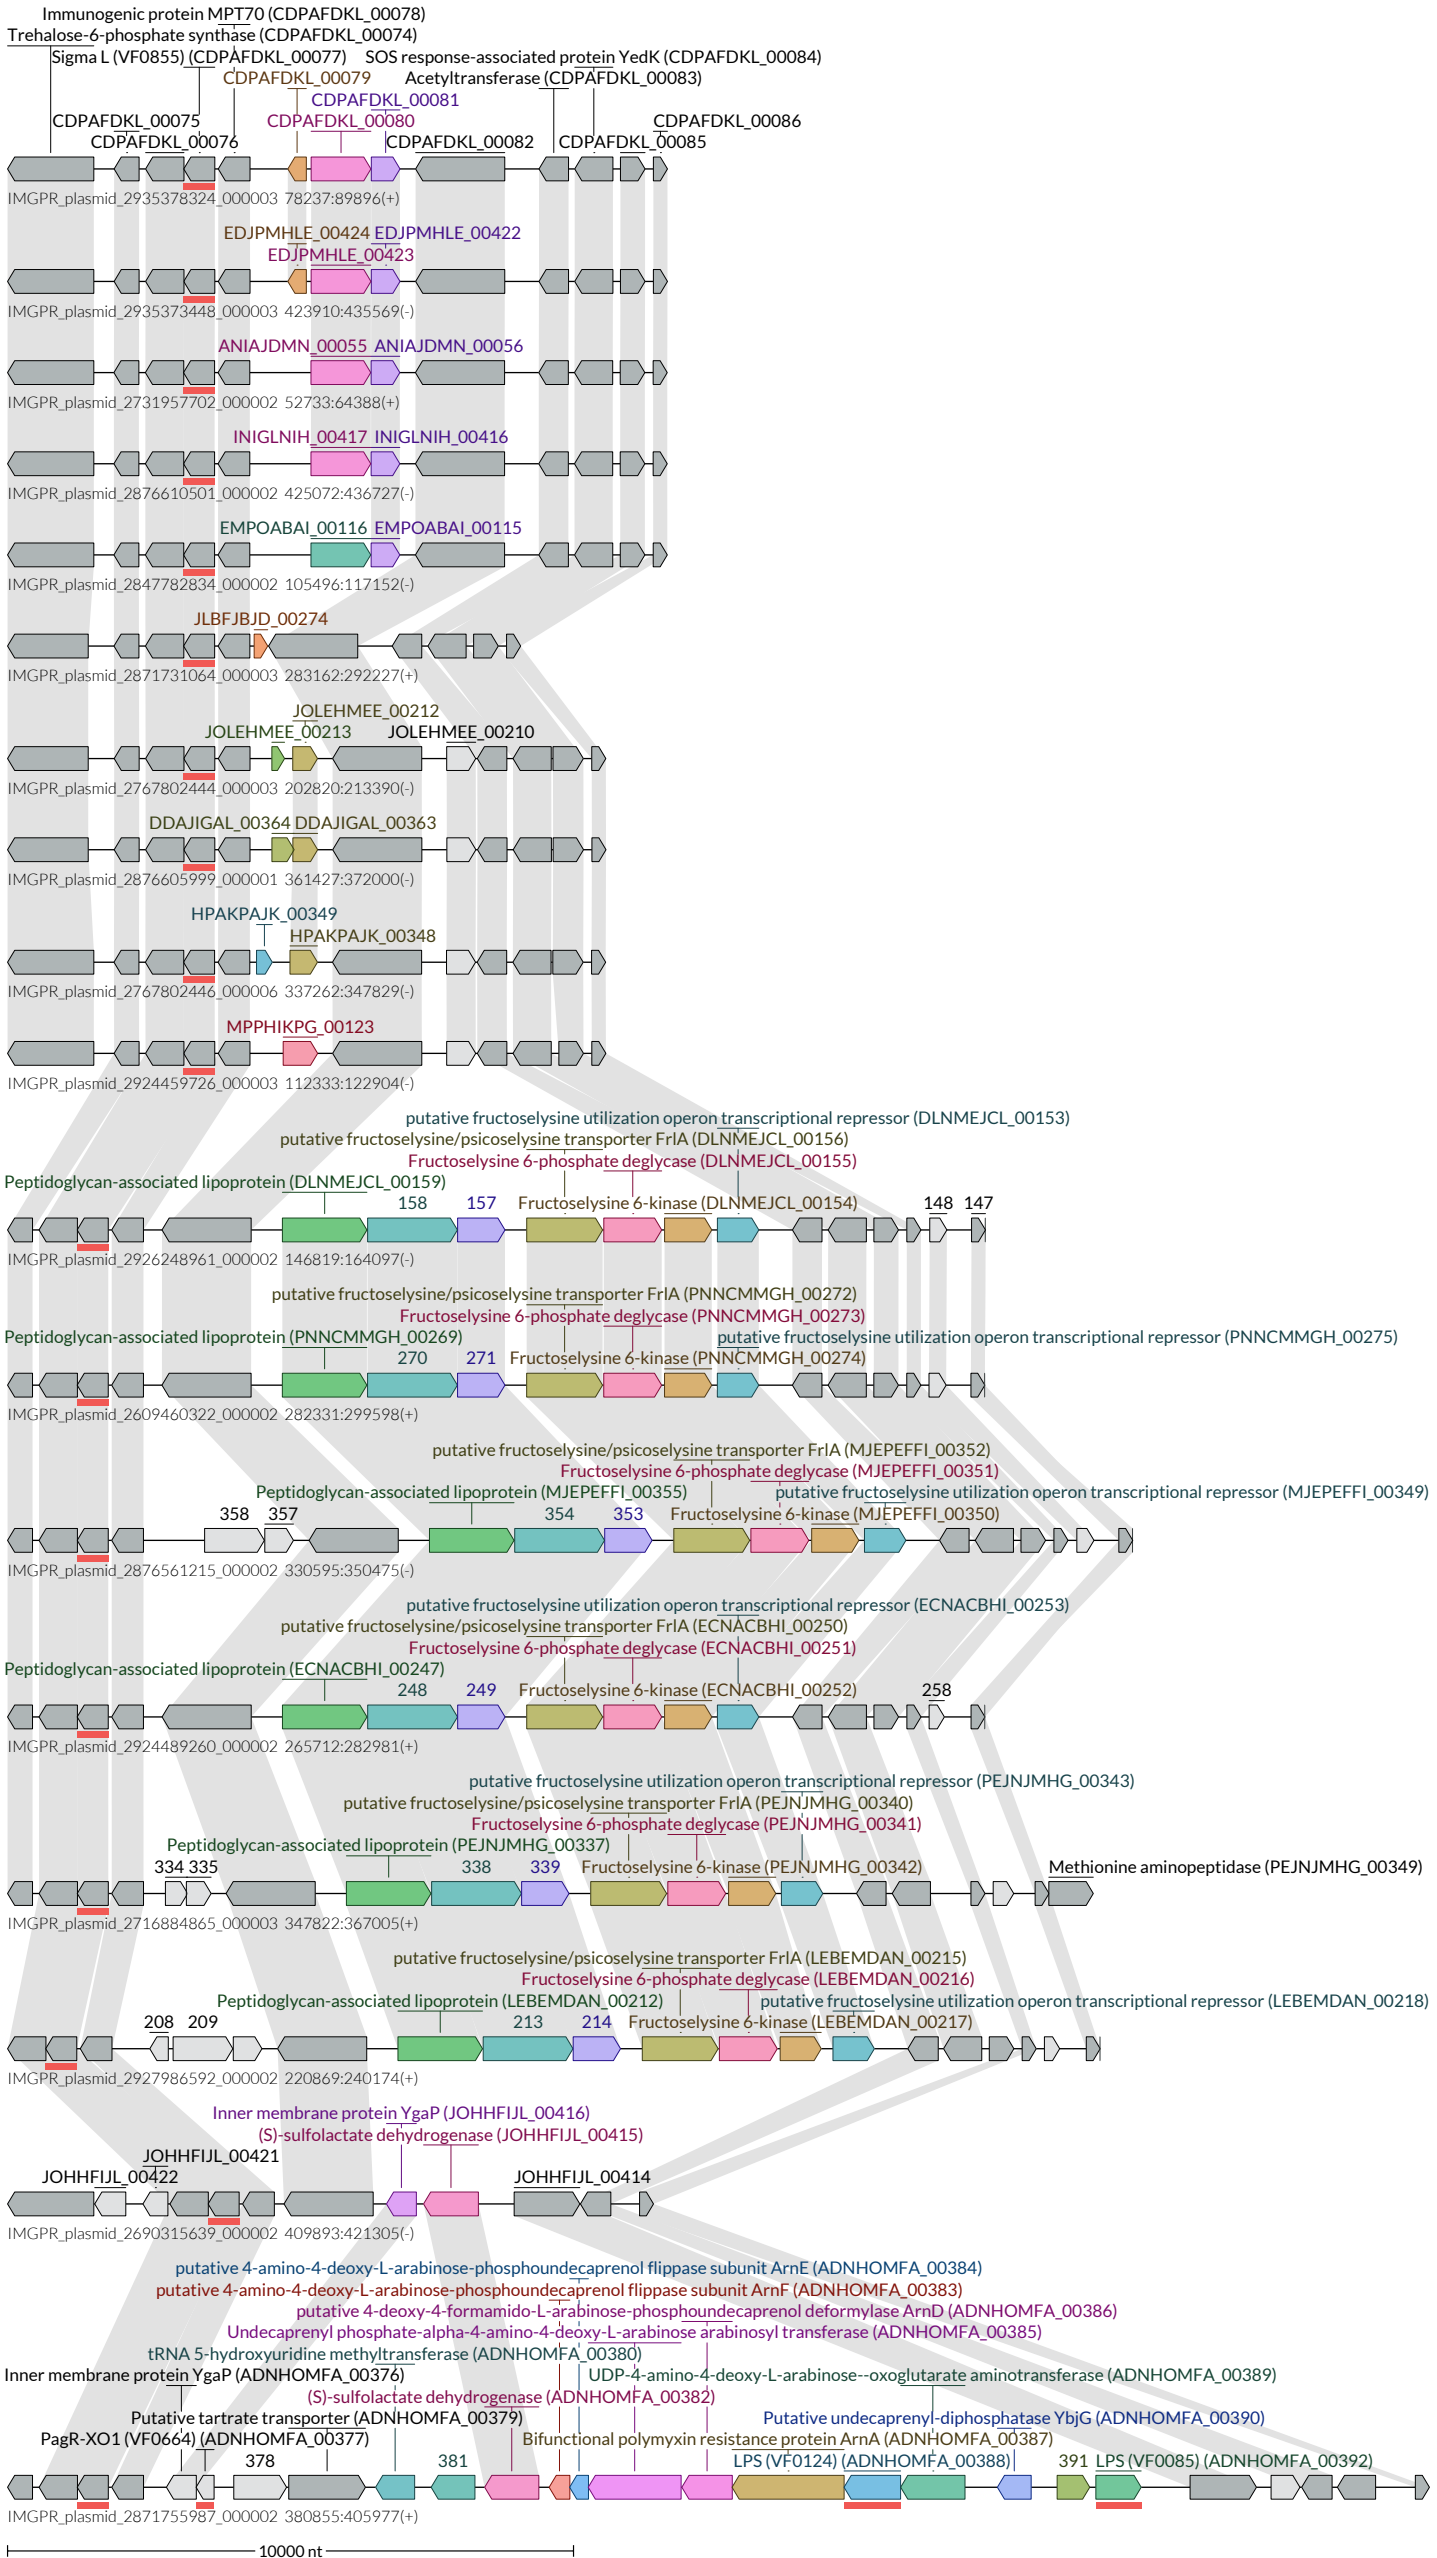 Immunogenic protein MPT70 (CDPAFDKL_00078)
Trehalose-6-phosphate synthase (CDPAFDKL_00074)
Sigma L (VF0855) (CDPAFDKL_00077) SOS response-associated protein YedK (CDPAFDKL_00084)
CDPAFDKL_00079 Acetyltransferase (CDPAFDKL_00083)
CDPAFDKL_00081
CDPAFDKL_00075 CDPAFDKL_00080 CDPAFDKL_00086
CDPAFDKL_00076 CDPAFDKL_00082 CDPAFDKL_00085
IMGPR_plasmid_2935378324_000003 78237:89896(+)
EDJPMHLE_00424 EDJPMHLE_00422
EDJPMHLE_00423
IMGPR_plasmid_2935373448_000003 423910:435569(-)
ANIAJDMN_00055 ANIAJDMN_00056
IMGPR_plasmid_2731957702_000002 52733:64388(+)
INIGLNIH_00417 INIGLNIH_00416
IMGPR_plasmid_2876610501_000002 425072:436727(-)
EMPOABAI_00116 EMPOABAI_00115
IMGPR_plasmid_2847782834_000002 105496:117152(-)
JLBFJBJD_00274
IMGPR_plasmid_2871731064_000003 283162:292227(+)
JOLEHMEE_00212
JOLEHMEE_00213 JOLEHMEE_00210
IMGPR_plasmid_2767802444_000003 202820:213390(-)
DDAJIGAL_00364 DDAJIGAL_00363
IMGPR_plasmid_2876605999_000001 361427:372000(-)
HPAKPAJK_00349
HPAKPAJK_00348
IMGPR_plasmid_2767802446_000006 337262:347829(-)
MPPHIKPG_00123
IMGPR_plasmid_2924459726_000003 112333:122904(-)
putative fructoselysine utilization operon transcriptional repressor (DLNMEJCL_00153)
putative fructoselysine/psicoselysine transporter FrlA (DLNMEJCL_00156)
Fructoselysine 6-phosphate deglycase (DLNMEJCL_00155)
Peptidoglycan-associated lipoprotein (DLNMEJCL_00159)
158 157 Fructoselysine 6-kinase (DLNMEJCL_00154) 148 147
IMGPR_plasmid_2926248961_000002 146819:164097(-)
putative fructoselysine/psicoselysine transporter FrlA (PNNCMMGH_00272)
Fructoselysine 6-phosphate deglycase (PNNCMMGH_00273)
Peptidoglycan-associated lipoprotein (PNNCMMGH_00269) putative fructoselysine utilization operon transcriptional repressor (PNNCMMGH_00275)
270 271 Fructoselysine 6-kinase (PNNCMMGH_00274)
IMGPR_plasmid_2609460322_000002 282331:299598(+)
putative fructoselysine/psicoselysine transporter FrlA (MJEPEFFI_00352)
Fructoselysine 6-phosphate deglycase (MJEPEFFI_00351)
Peptidoglycan-associated lipoprotein (MJEPEFFI_00355) putative fructoselysine utilization operon transcriptional repressor (MJEPEFFI_00349)
358 357 354 353 Fructoselysine 6-kinase (MJEPEFFI_00350)
IMGPR_plasmid_2876561215_000002 330595:350475(-)
putative fructoselysine utilization operon transcriptional repressor (ECNACBHI_00253)
putative fructoselysine/psicoselysine transporter FrlA (ECNACBHI_00250)
Fructoselysine 6-phosphate deglycase (ECNACBHI_00251)
Peptidoglycan-associated lipoprotein (ECNACBHI_00247)
248 249 Fructoselysine 6-kinase (ECNACBHI_00252) 258
IMGPR_plasmid_2924489260_000002 265712:282981(+)
putative fructoselysine utilization operon transcriptional repressor (PEJNJMHG_00343)
putative fructoselysine/psicoselysine transporter FrlA (PEJNJMHG_00340)
Fructoselysine 6-phosphate deglycase (PEJNJMHG_00341)
Peptidoglycan-associated lipoprotein (PEJNJMHG_00337)
334 335 338 339 Fructoselysine 6-kinase (PEJNJMHG_00342) Methionine aminopeptidase (PEJNJMHG_00349)
IMGPR_plasmid_2716884865_000003 347822:367005(+)
putative fructoselysine/psicoselysine transporter FrlA (LEBEMDAN_00215)
Fructoselysine 6-phosphate deglycase (LEBEMDAN_00216)
Peptidoglycan-associated lipoprotein (LEBEMDAN_00212) putative fructoselysine utilization operon transcriptional repressor (LEBEMDAN_00218)
208 209 213 214 Fructoselysine 6-kinase (LEBEMDAN_00217)
IMGPR_plasmid_2927986592_000002 220869:240174(+)
Inner membrane protein YgaP (JOHHFIJL_00416)
(S)-sulfolactate dehydrogenase (JOHHFIJL_00415)
JOHHFIJL_00421
JOHHFIJL_00422 JOHHFIJL_00414
IMGPR_plasmid_2690315639_000002 409893:421305(-)
putative 4-amino-4-deoxy-L-arabinose-phosphoundecaprenol flippase subunit ArnE (ADNHOMFA_00384)
putative 4-amino-4-deoxy-L-arabinose-phosphoundecaprenol flippase subunit ArnF (ADNHOMFA_00383)
putative 4-deoxy-4-formamido-L-arabinose-phosphoundecaprenol deformylase ArnD (ADNHOMFA_00386)
Undecaprenyl phosphate-alpha-4-amino-4-deoxy-L-arabinose arabinosyl transferase (ADNHOMFA_00385)
tRNA 5-hydroxyuridine methyltransferase (ADNHOMFA_00380)
Inner membrane protein YgaP (ADNHOMFA_00376) UDP-4-amino-4-deoxy-L-arabinose--oxoglutarate aminotransferase (ADNHOMFA_00389)
(S)-sulfolactate dehydrogenase (ADNHOMFA_00382)
Putative tartrate transporter (ADNHOMFA_00379) Putative undecaprenyl-diphosphatase YbjG (ADNHOMFA_00390)
PagR-XO1 (VF0664) (ADNHOMFA_00377) Bifunctional polymyxin resistance protein ArnA (ADNHOMFA_00387)
378 381 LPS (VF0124) (ADNHOMFA_00388) 391 LPS (VF0085) (ADNHOMFA_00392)
IMGPR_plasmid_2871755987_000002 380855:405977(+)
10000 nt